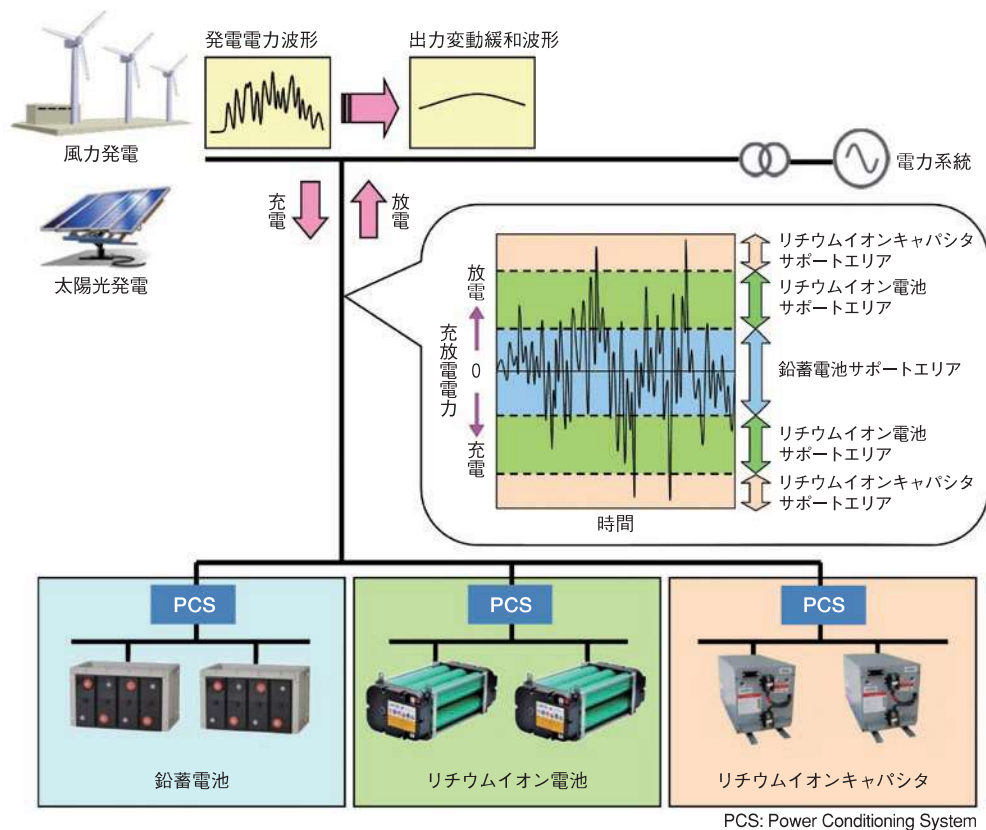 発電電力波形
出力変動緩和波形
風力発電
電力系統
充電
放電
太陽光発電
放電
充放電電力
0
充電
時間
リチウムイオンキャパシタ
サポートエリア
リチウムイオン電池
サポートエリア
鉛蓄電池サポートエリア
リチウムイオン電池
サポートエリア
リチウムイオンキャパシタ
サポートエリア
PCS
PCS
PCS
鉛蓄電池
リチウムイオン電池
リチウムイオンキャパシタ
PCS: Power Conditioning System